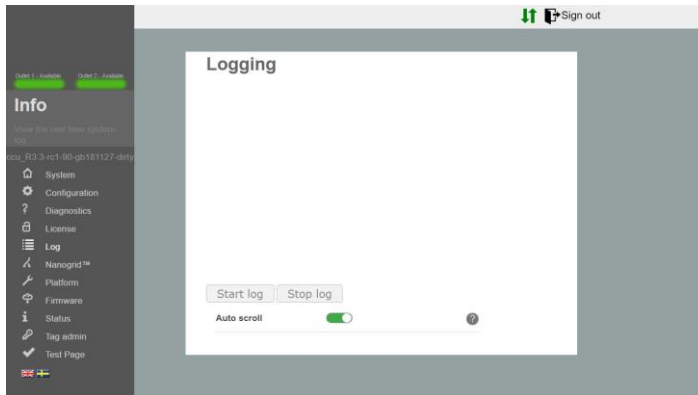 Sign out
Outlet 1 - Available Outlet 2 - Available
Info
View the real time system
log.
ccu_R3.3-rc1-90-gb181127-dirty
System
Configuration
Diagnostics
License
Log
Nanogrid™
Platform
Firmware
Status
Tag admin
Test Page
Logging
Start log Stop log
Auto scroll